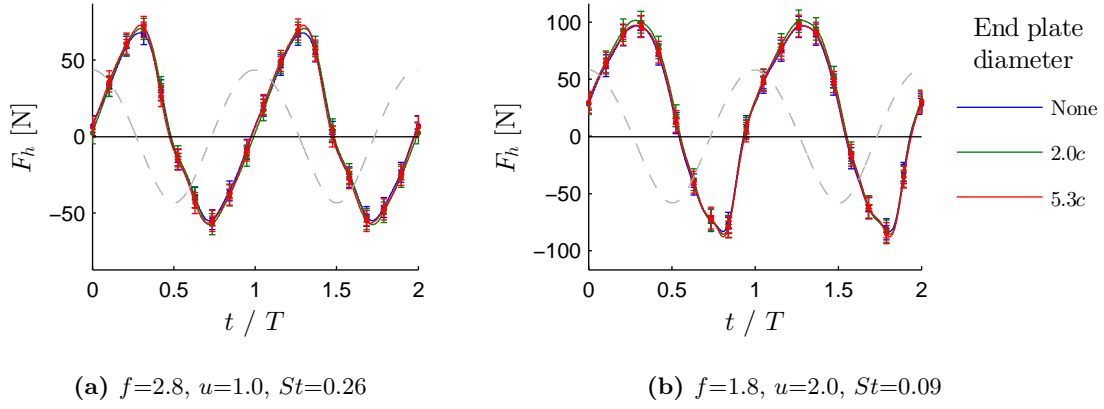 50
0
−50
F_h [N]
0 0.5 1 1.5 2
t / T
100
50
0
−50
−100
F_h [N]
0 0.5 1 1.5 2
t / T
End plate
diameter
None
2.0c
5.3c
(a) f=2.8, u=1.0, St=0.26
(b) f=1.8, u=2.0, St=0.09